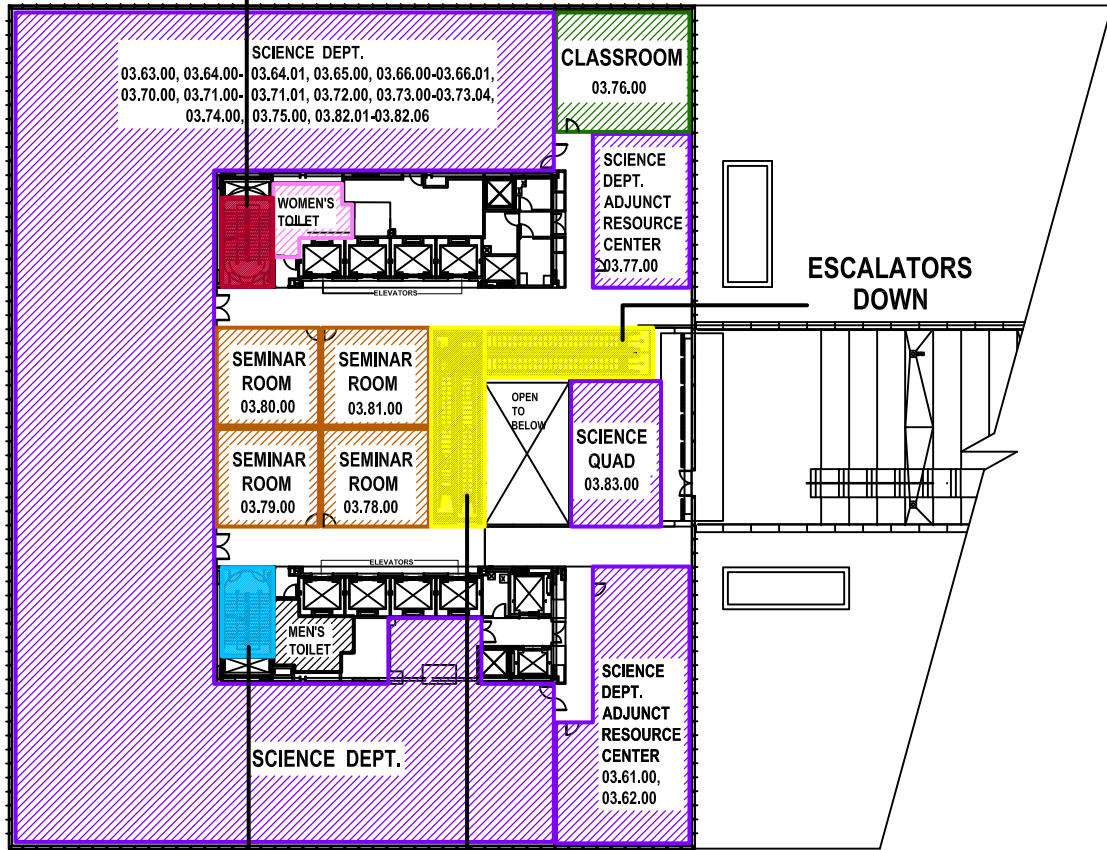 SCIENCE DEPT.
03.63.00, 03.64.00-03.64.01, 03.65.00, 03.66.00-03.66.01,
03.70.00, 03.71.00-03.71.01, 03.72.00, 03.73.00-03.73.04,
03.74.00, 03.75.00, 03.82.01-03.82.06
CLASSROOM
03.76.00
SCIENCE
DEPT.
ADJUNCT
RESOURCE
CENTER
03.77.00
WOMEN'S
TOILET
ELEVATORS
ESCALATORS
DOWN
SEMINAR
ROOM
03.80.00
SEMINAR
ROOM
03.81.00
OPEN
TO
BELOW
SCIENCE
QUAD
03.83.00
SEMINAR
ROOM
03.79.00
SEMINAR
ROOM
03.78.00
ELEVATORS
MEN'S
TOILET
SCIENCE
DEPT.
ADJUNCT
RESOURCE
CENTER
03.61.00,
03.62.00
SCIENCE DEPT.